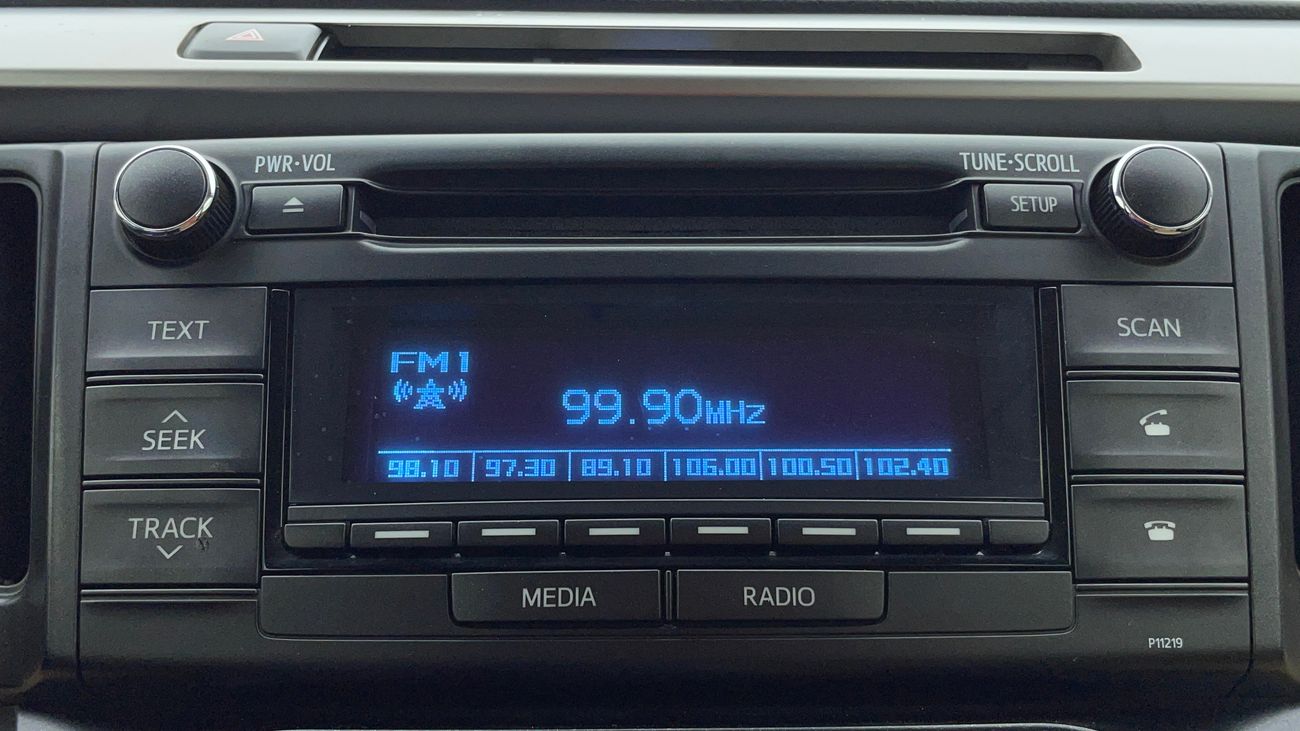 PWR•VOL
TUNE•SCROLL
SETUP
TEXT
SCAN
SEEK
TRACK
FM1
99.90MHz
98.10 97.30 89.10 106.00 100.50 102.40
MEDIA
RADIO
P11219